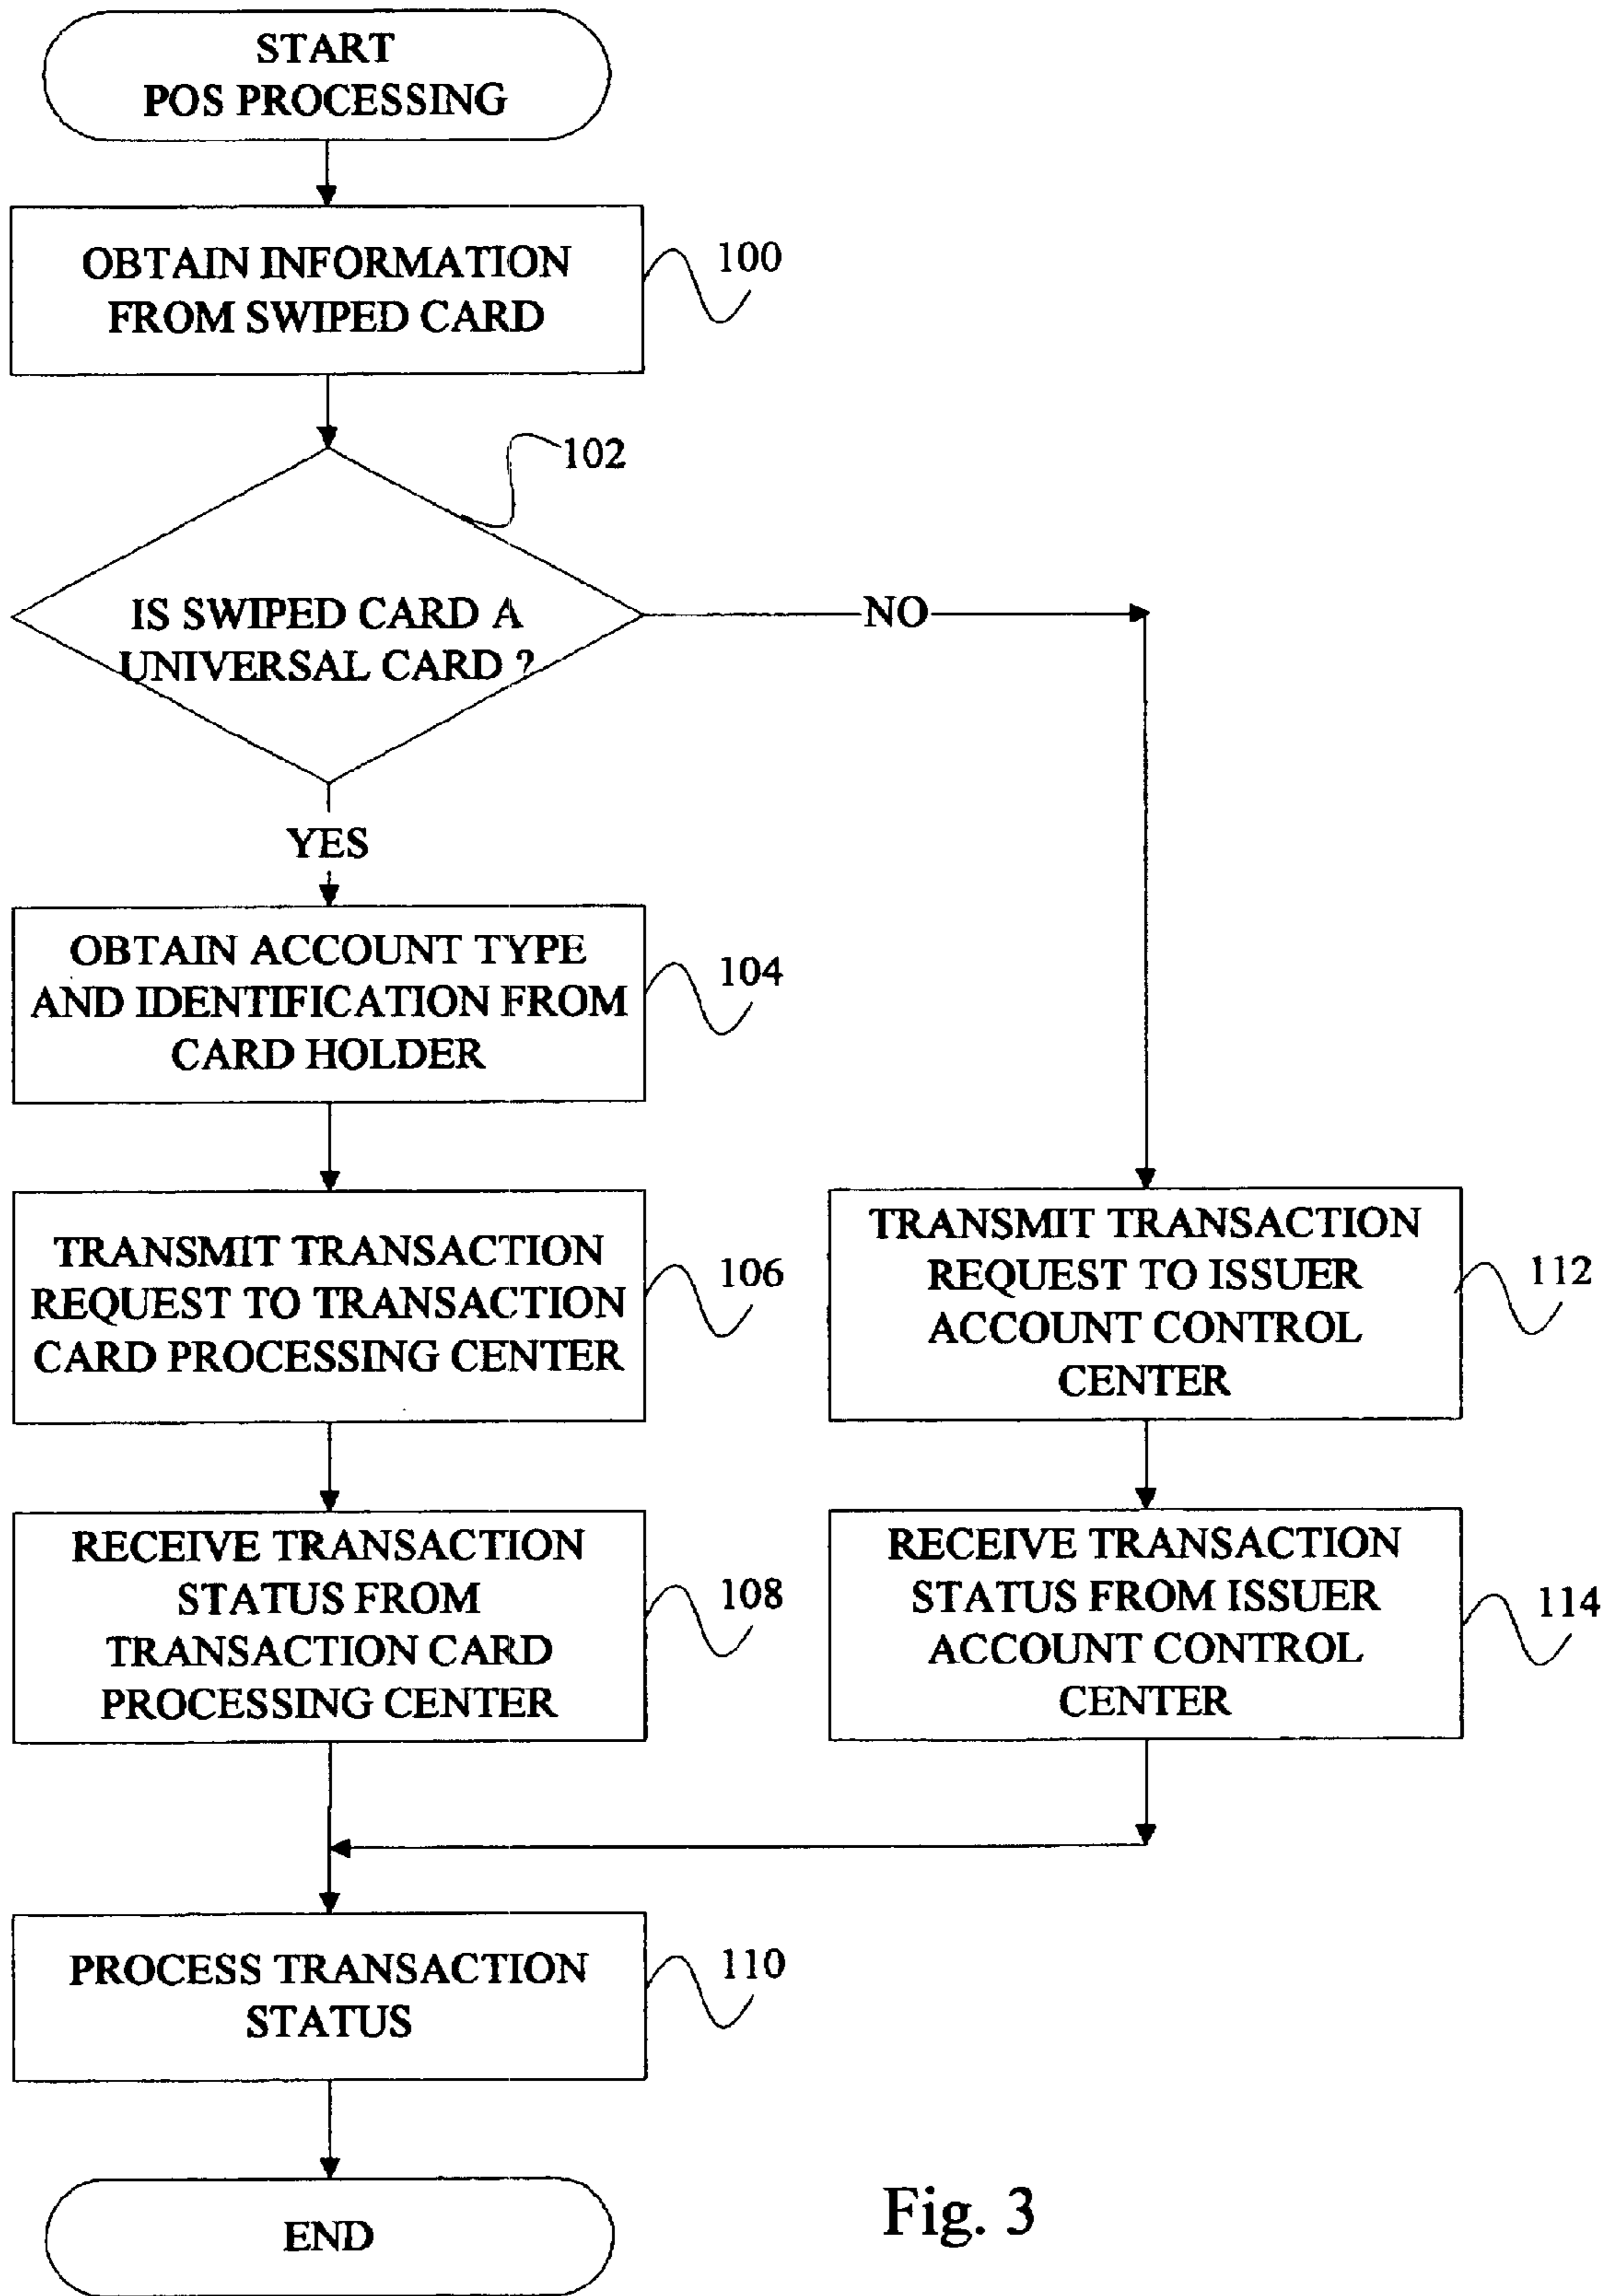 START
POS PROCESSING
OBTAIN INFORMATION
FROM SWIPED CARD
100
102
IS SWIPED CARD A
UNIVERSAL CARD ?
NO
YES
OBTAIN ACCOUNT TYPE
AND IDENTIFICATION FROM
CARD HOLDER
104
TRANSMIT TRANSACTION
REQUEST TO TRANSACTION
CARD PROCESSING CENTER
106
TRANSMIT TRANSACTION
REQUEST TO ISSUER
ACCOUNT CONTROL
CENTER
112
RECEIVE TRANSACTION
STATUS FROM
TRANSACTION CARD
PROCESSING CENTER
108
RECEIVE TRANSACTION
STATUS FROM ISSUER
ACCOUNT CONTROL
CENTER
114
PROCESS TRANSACTION
STATUS
110
END
Fig. 3